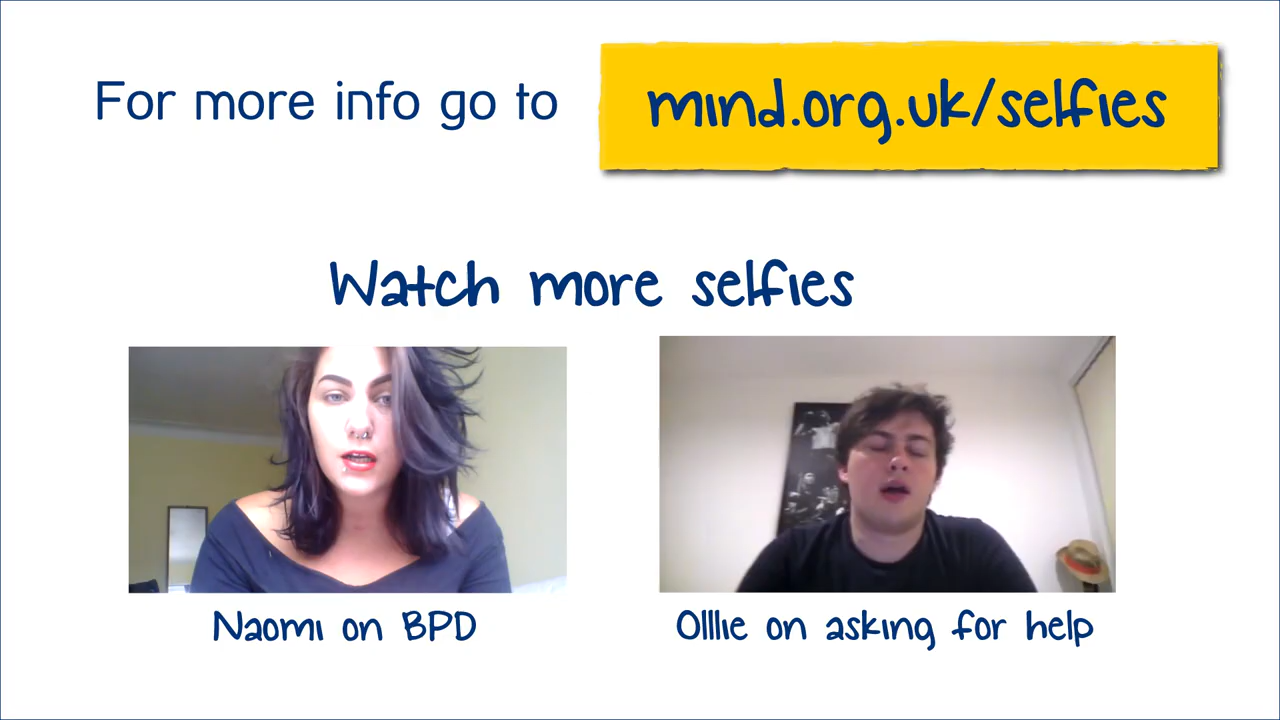 For more info go to mind.org.uk/selfies
Watch more selfies
Naomi on BPD
Olllie on asking for help